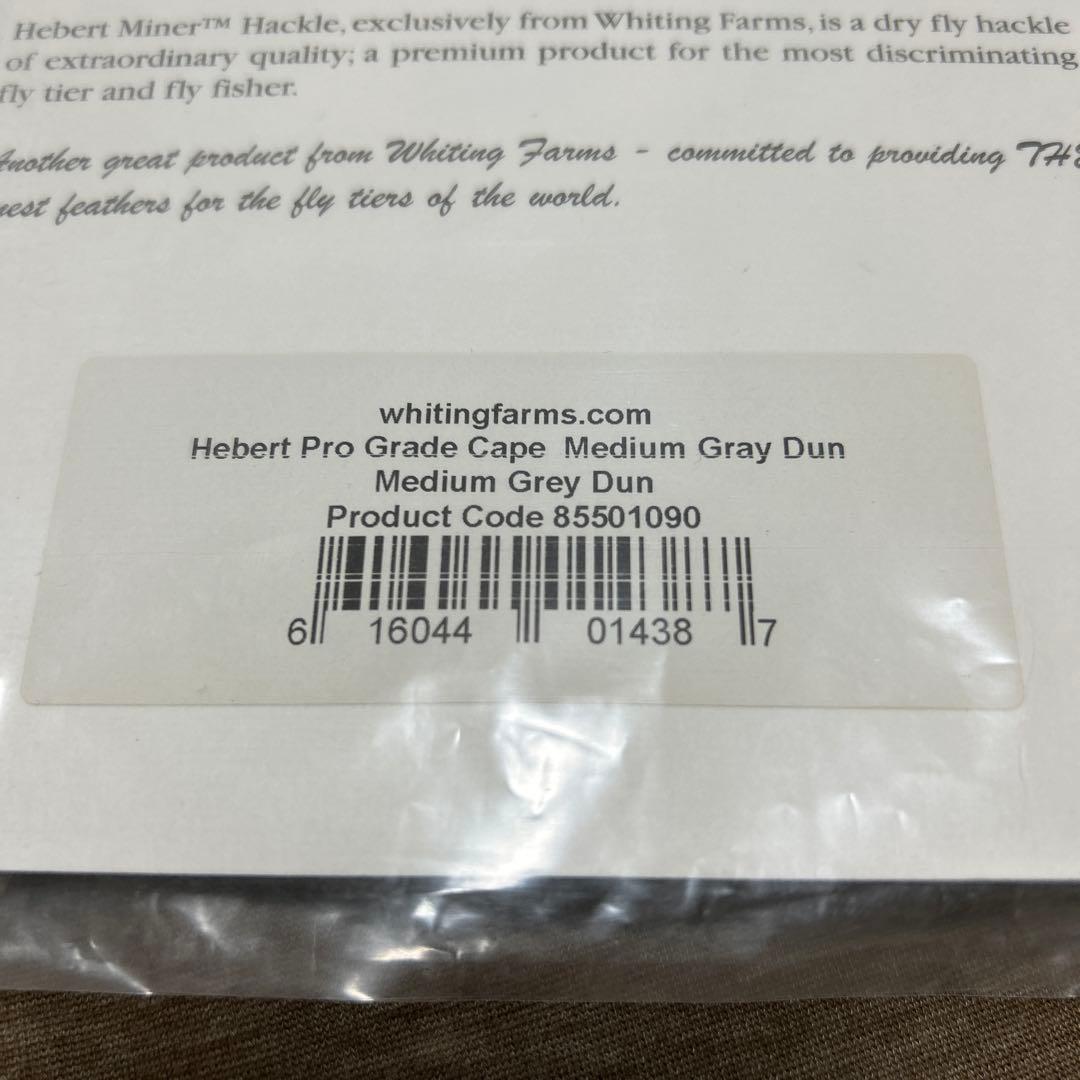 Hebert Miner™ Hackle, exclusively from Whiting Farms, is a dry fly hackle
of extraordinary quality; a premium product for the most discriminating
fly tier and fly fisher.
Another great product from Whiting Farms - committed to providing THE
feathers for the fly tiers of the world.
whitingfarms.com
Hebert Pro Grade Cape Medium Gray Dun
Medium Grey Dun
Product Code 85501090
6 16044 01438 7